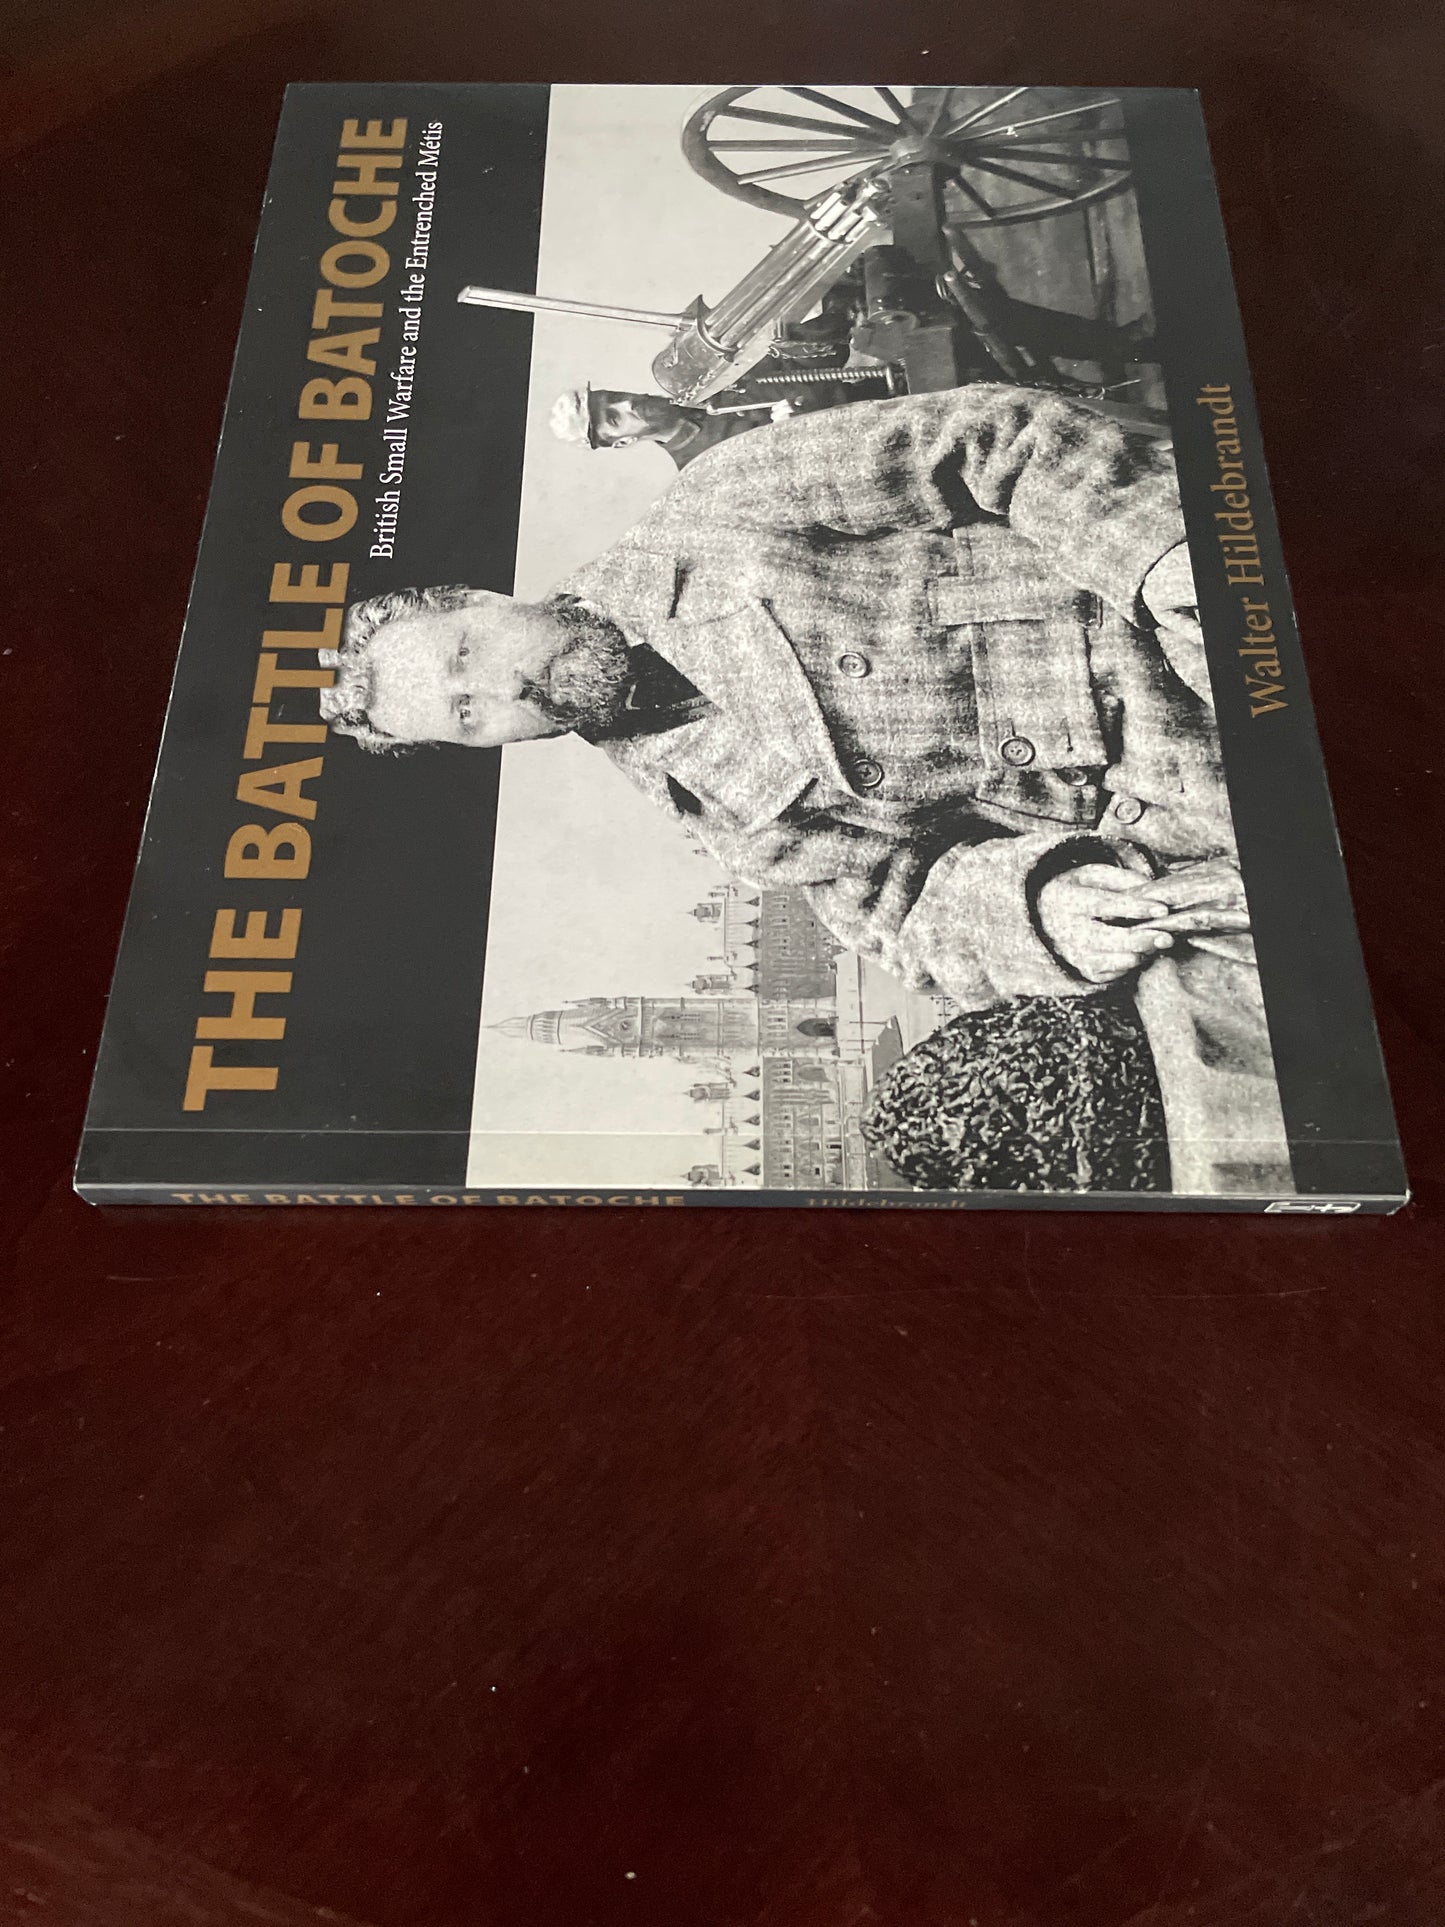 THE BATTLE OF BATOCHE
British Small Warfare and the Entrenched Métis
Walter Hildebrandt
THE BATTLE OF BATOCHE
Hildebrandt